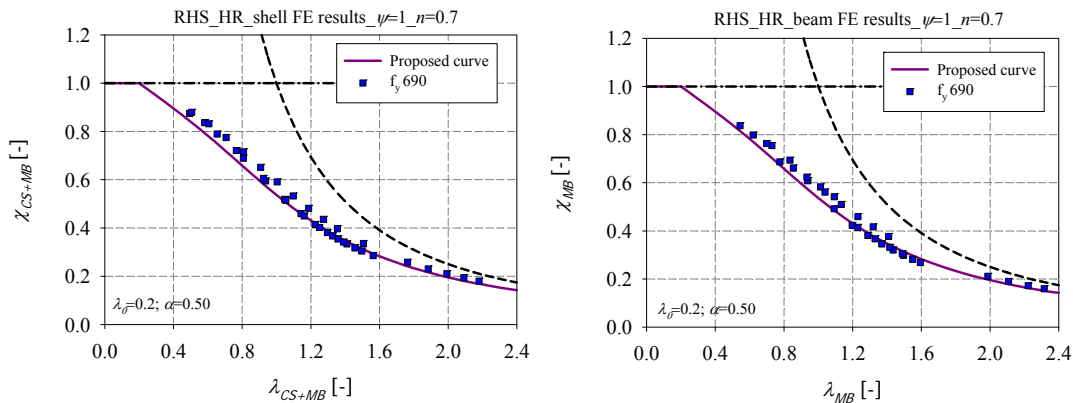 RHS_HR_shell FE results_ψ=1_n=0.7
1.2
1.0
0.8
0.6
0.4
0.2
0.0
χCS+MB [-]
Proposed curve
fy 690
λ0=0.2; α=0.50
0.0 0.4 0.8 1.2 1.6 2.0 2.4
λCS+MB [-]
RHS_HR_beam FE results_ψ=1_n=0.7
1.2
1.0
0.8
0.6
0.4
0.2
0.0
χMB [-]
Proposed curve
fy 690
λ0=0.2; α=0.50
0.0 0.4 0.8 1.2 1.6 2.0 2.4
λMB [-]